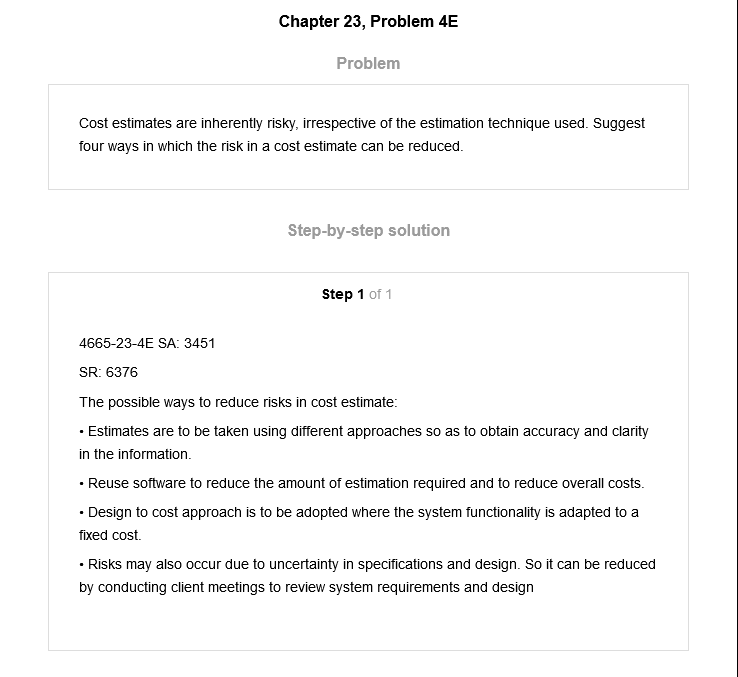 Chapter 23, Problem 4E
Problem
Cost estimates are inherently risky, irrespective of the estimation technique used. Suggest
four ways in which the risk in a cost estimate can be reduced.
Step-by-step solution
Step 1 of 1
4665-23-4E SA: 3451
SR: 6376
The possible ways to reduce risks in cost estimate:
• Estimates are to be taken using different approaches so as to obtain accuracy and clarity
in the information.
• Reuse software to reduce the amount of estimation required and to reduce overall costs.
• Design to cost approach is to be adopted where the system functionality is adapted to a
fixed cost.
• Risks may also occur due to uncertainty in specifications and design. So it can be reduced
by conducting client meetings to review system requirements and design